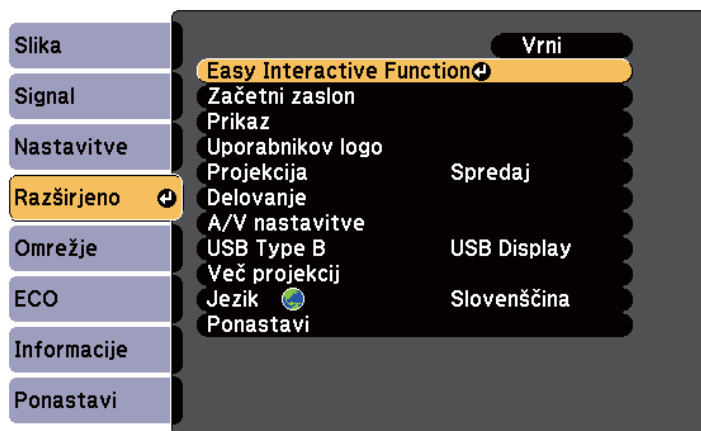 Slika
Signal
Nastavitve
Razširjeno
Omrežje
ECO
Informacije
Ponastavi
Vrni
Easy Interactive Function
Začetni zaslon
Prikaz
Uporabnikov logo
Projekcija Spredaj
Delovanje
A/V nastavitve
USB Type B USB Display
Več projekcij
Jezik Slovenščina
Ponastavi